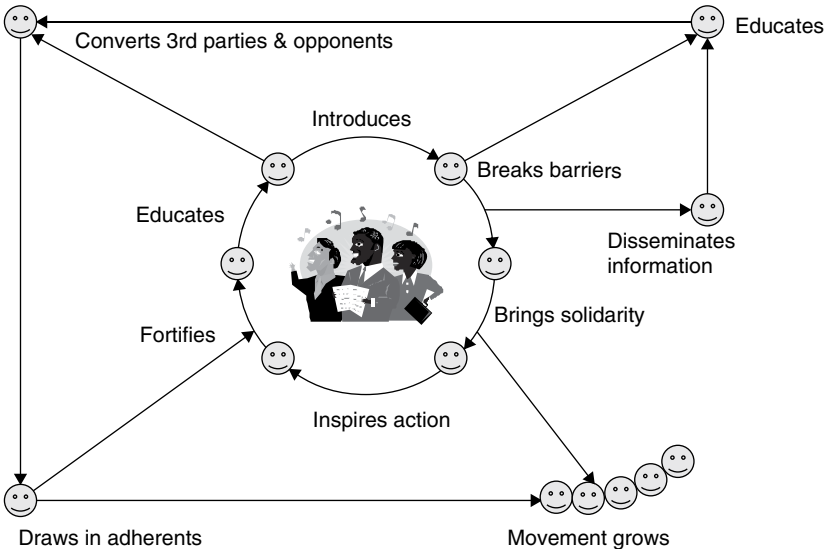 Educates
Converts 3rd parties & opponents
Introduces
Breaks barriers
Educates
Disseminates
information
Brings solidarity
Fortifies
Inspires action
Draws in adherents
Movement grows